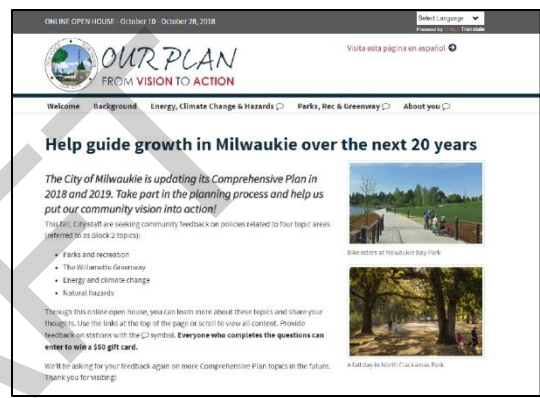 ONLINE OPEN HOUSE - October 10 - October 28, 2018
Select Language
Powered by Translate
OUR PLAN
FROM VISION TO ACTION
Visita esta página en español
Welcome Background Energy, Climate Change & Hazards Parks, Rec & Greenway About you
Help guide growth in Milwaukie over the next 20 years
The City of Milwaukie is updating its Comprehensive Plan in
2018 and 2019. Take part in the planning process and help us
put our community vision into action!
This fall, City staff are seeking community feedback on policies related to four topic areas
(referred to as Block 2 topics):
• Parks and recreation
• The Willamette Greenway
• Energy and climate change
• Natural hazards
Through this online open house, you can learn more about these topics and share your
thoughts. Use the links at the top of the page or scroll to view all content. Provide
feedback on stations with the symbol. Everyone who completes the questions can
enter to win a $50 gift card.
We'll be asking for your feedback again on more Comprehensive Plan topics in the future.
Thank you for visiting!
Bike riders at Milwaukie Bay Park
A fall day in North Clackamas Park